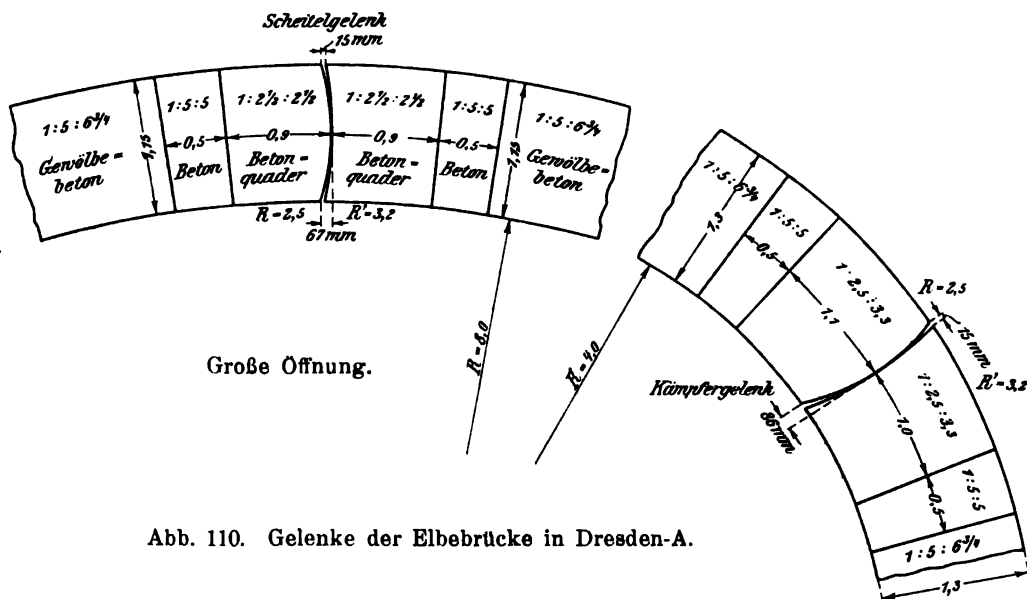 Scheitelgelenk
15 mm
1:5:6¾
Gewölbe=
beton
1,15
1:5:5
0,5
Beton
1:2½:2½
0,9
Beton=
quader
1:2½:2½
0,9
Beton=
quader
1:5:5
0,5
Beton
1,15
1:5:6¾
Gewölbe=
beton
R=2,5
R'=3,2
67 mm
R=8,0
Große Öffnung.
1:5:6¾
1,3
1:5:5
0,5
1:2,5:3,3
1,1
R=2,5
15 mm
R'=3,2
R=4,0
Kämpfergelenk
86 mm
1:2,5:3,3
1,0
1:5:5
0,5
1:5:6¾
1,3
Abb. 110. Gelenke der Elbebrücke in Dresden-A.